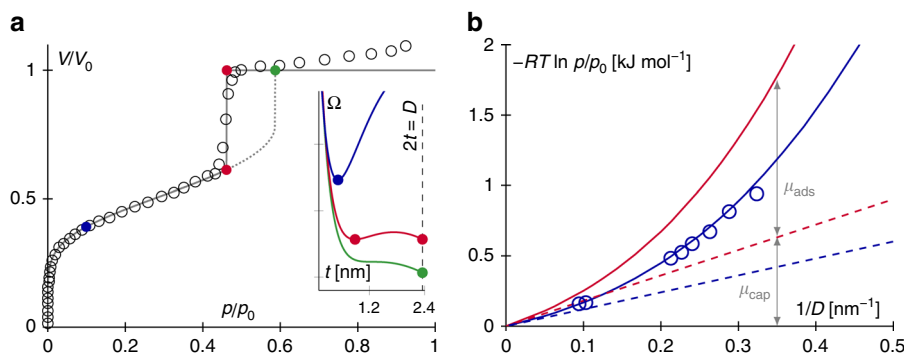 a
V/V₀
1
0.5
0
0
0.2
0.4
0.6
0.8
1
p/p₀
Ω
2t = D
t [nm]
1.2
2.4
b
2
1.5
1
0.5
0
0
0.1
0.2
0.3
0.4
0.5
–RT ln p/p₀ [kJ mol⁻¹]
μads
μcap
1/D [nm⁻¹]